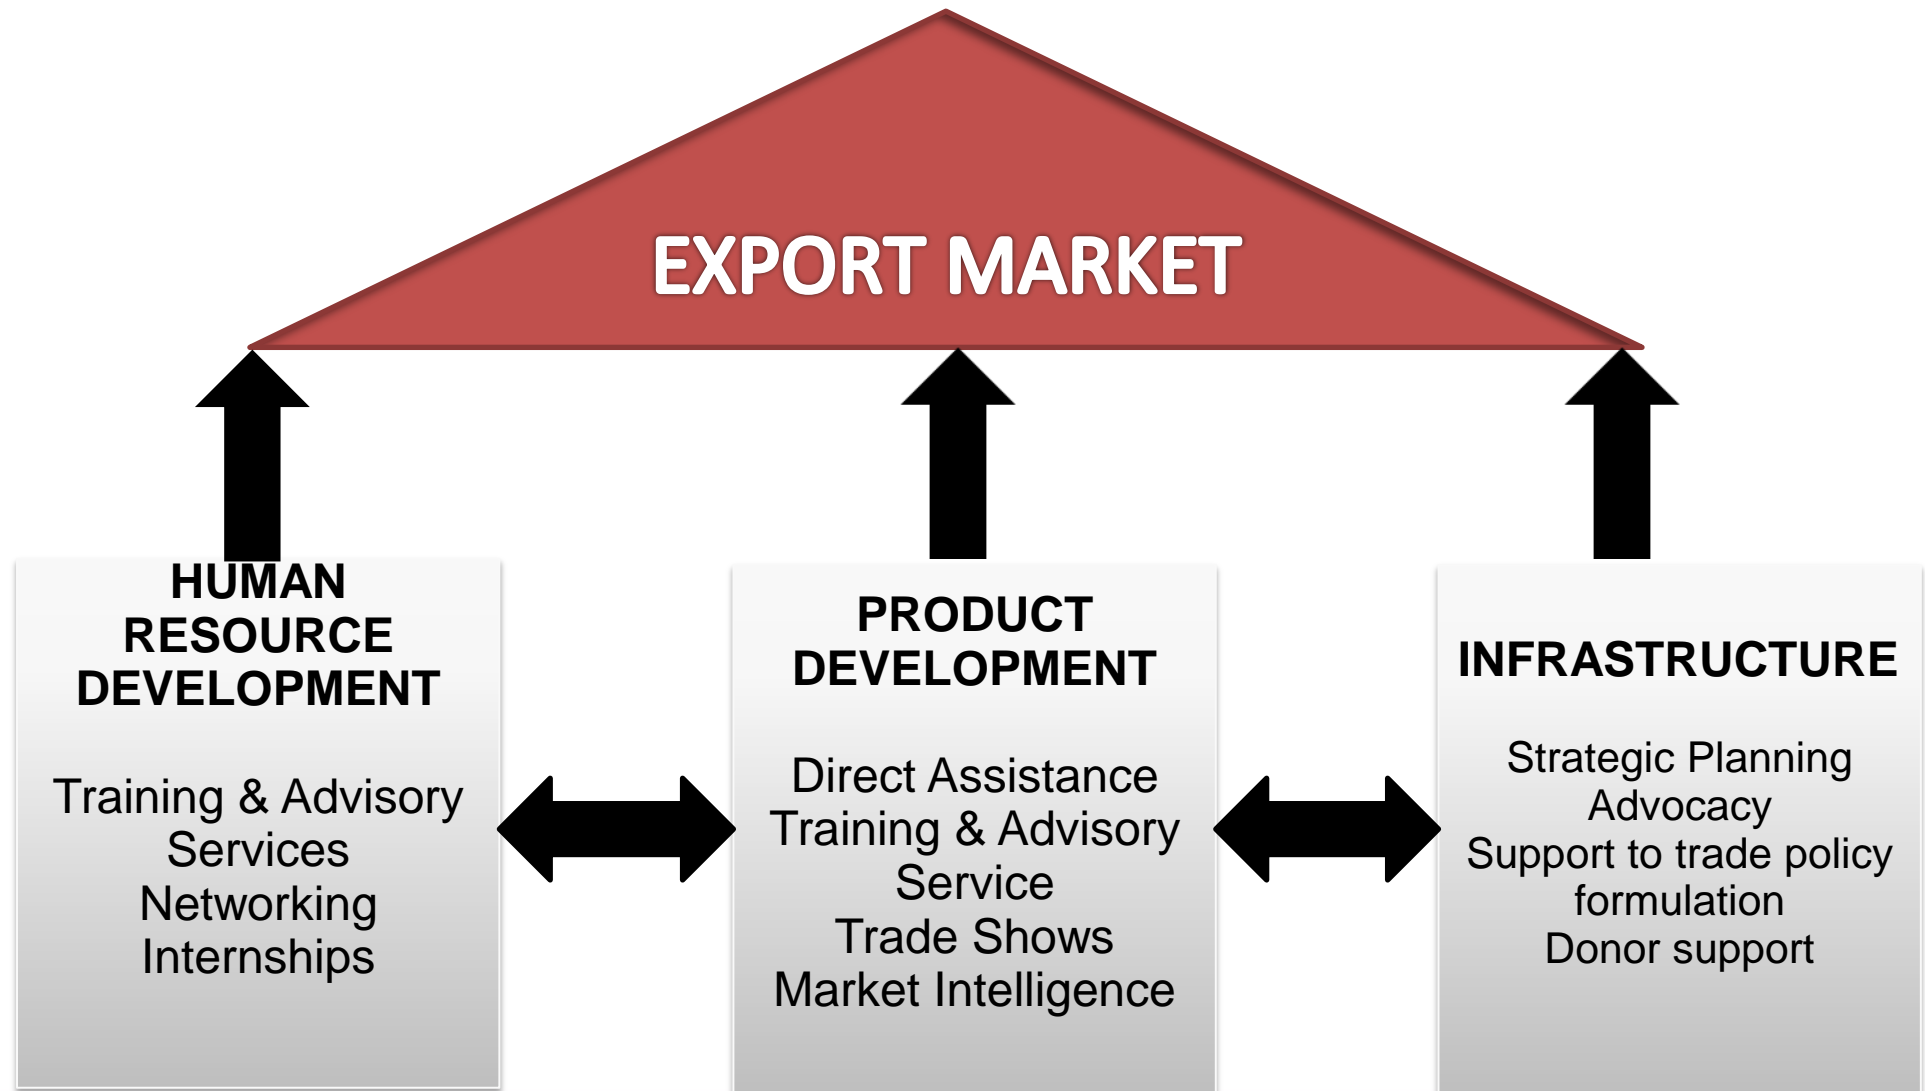 EXPORT MARKET
HUMAN
RESOURCE
DEVELOPMENT
Training & Advisory
Services
Networking
Internships
PRODUCT
DEVELOPMENT
Direct Assistance
Training & Advisory
Service
Trade Shows
Market Intelligence
INFRASTRUCTURE
Strategic Planning
Advocacy
Support to trade policy
formulation
Donor support